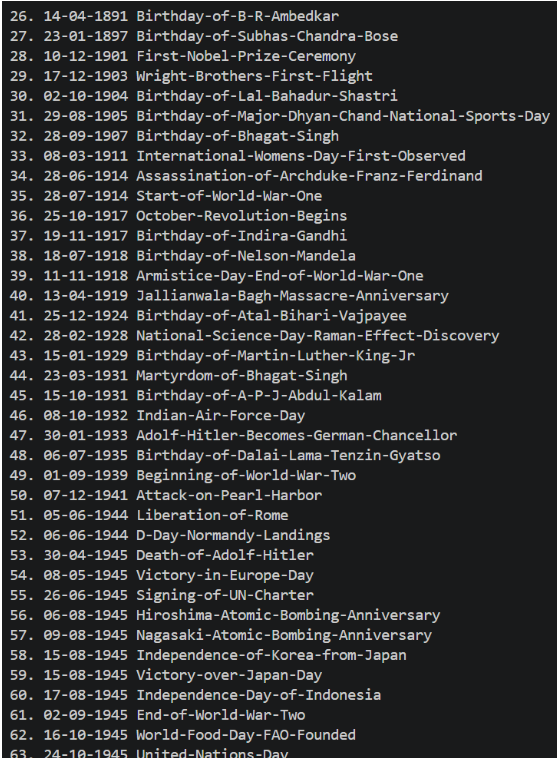 26. 14-04-1891 Birthday-of-B-R-Ambedkar
27. 23-01-1897 Birthday-of-Subhas-Chandra-Bose
28. 10-12-1901 First-Nobel-Prize-Ceremony
29. 17-12-1903 Wright-Brothers-First-Flight
30. 02-10-1904 Birthday-of-Lal-Bahadur-Shastri
31. 29-08-1905 Birthday-of-Major-Dhyan-Chand-National-Sports-Day
32. 28-09-1907 Birthday-of-Bhagat-Singh
33. 08-03-1911 International-Womens-Day-First-Observed
34. 28-06-1914 Assassination-of-Archduke-Franz-Ferdinand
35. 28-07-1914 Start-of-World-War-One
36. 25-10-1917 October-Revolution-Begins
37. 19-11-1917 Birthday-of-Indira-Gandhi
38. 18-07-1918 Birthday-of-Nelson-Mandela
39. 11-11-1918 Armistice-Day-End-of-World-War-One
40. 13-04-1919 Jallianwala-Bagh-Massacre-Anniversary
41. 25-12-1924 Birthday-of-Atal-Bihari-Vajpayee
42. 28-02-1928 National-Science-Day-Raman-Effect-Discovery
43. 15-01-1929 Birthday-of-Martin-Luther-King-Jr
44. 23-03-1931 Martyrdom-of-Bhagat-Singh
45. 15-10-1931 Birthday-of-A-P-J-Abdul-Kalam
46. 08-10-1932 Indian-Air-Force-Day
47. 30-01-1933 Adolf-Hitler-Becomes-German-Chancellor
48. 06-07-1935 Birthday-of-Dalai-Lama-Tenzin-Gyatso
49. 01-09-1939 Beginning-of-World-War-Two
50. 07-12-1941 Attack-on-Pearl-Harbor
51. 05-06-1944 Liberation-of-Rome
52. 06-06-1944 D-Day-Normandy-Landings
53. 30-04-1945 Death-of-Adolf-Hitler
54. 08-05-1945 Victory-in-Europe-Day
55. 26-06-1945 Signing-of-UN-Charter
56. 06-08-1945 Hiroshima-Atomic-Bombing-Anniversary
57. 09-08-1945 Nagasaki-Atomic-Bombing-Anniversary
58. 15-08-1945 Independence-of-Korea-from-Japan
59. 15-08-1945 Victory-over-Japan-Day
60. 17-08-1945 Independence-Day-of-Indonesia
61. 02-09-1945 End-of-World-War-Two
62. 16-10-1945 World-Food-Day-FAO-Founded
63. 24-10-1945 United-Nations-Day